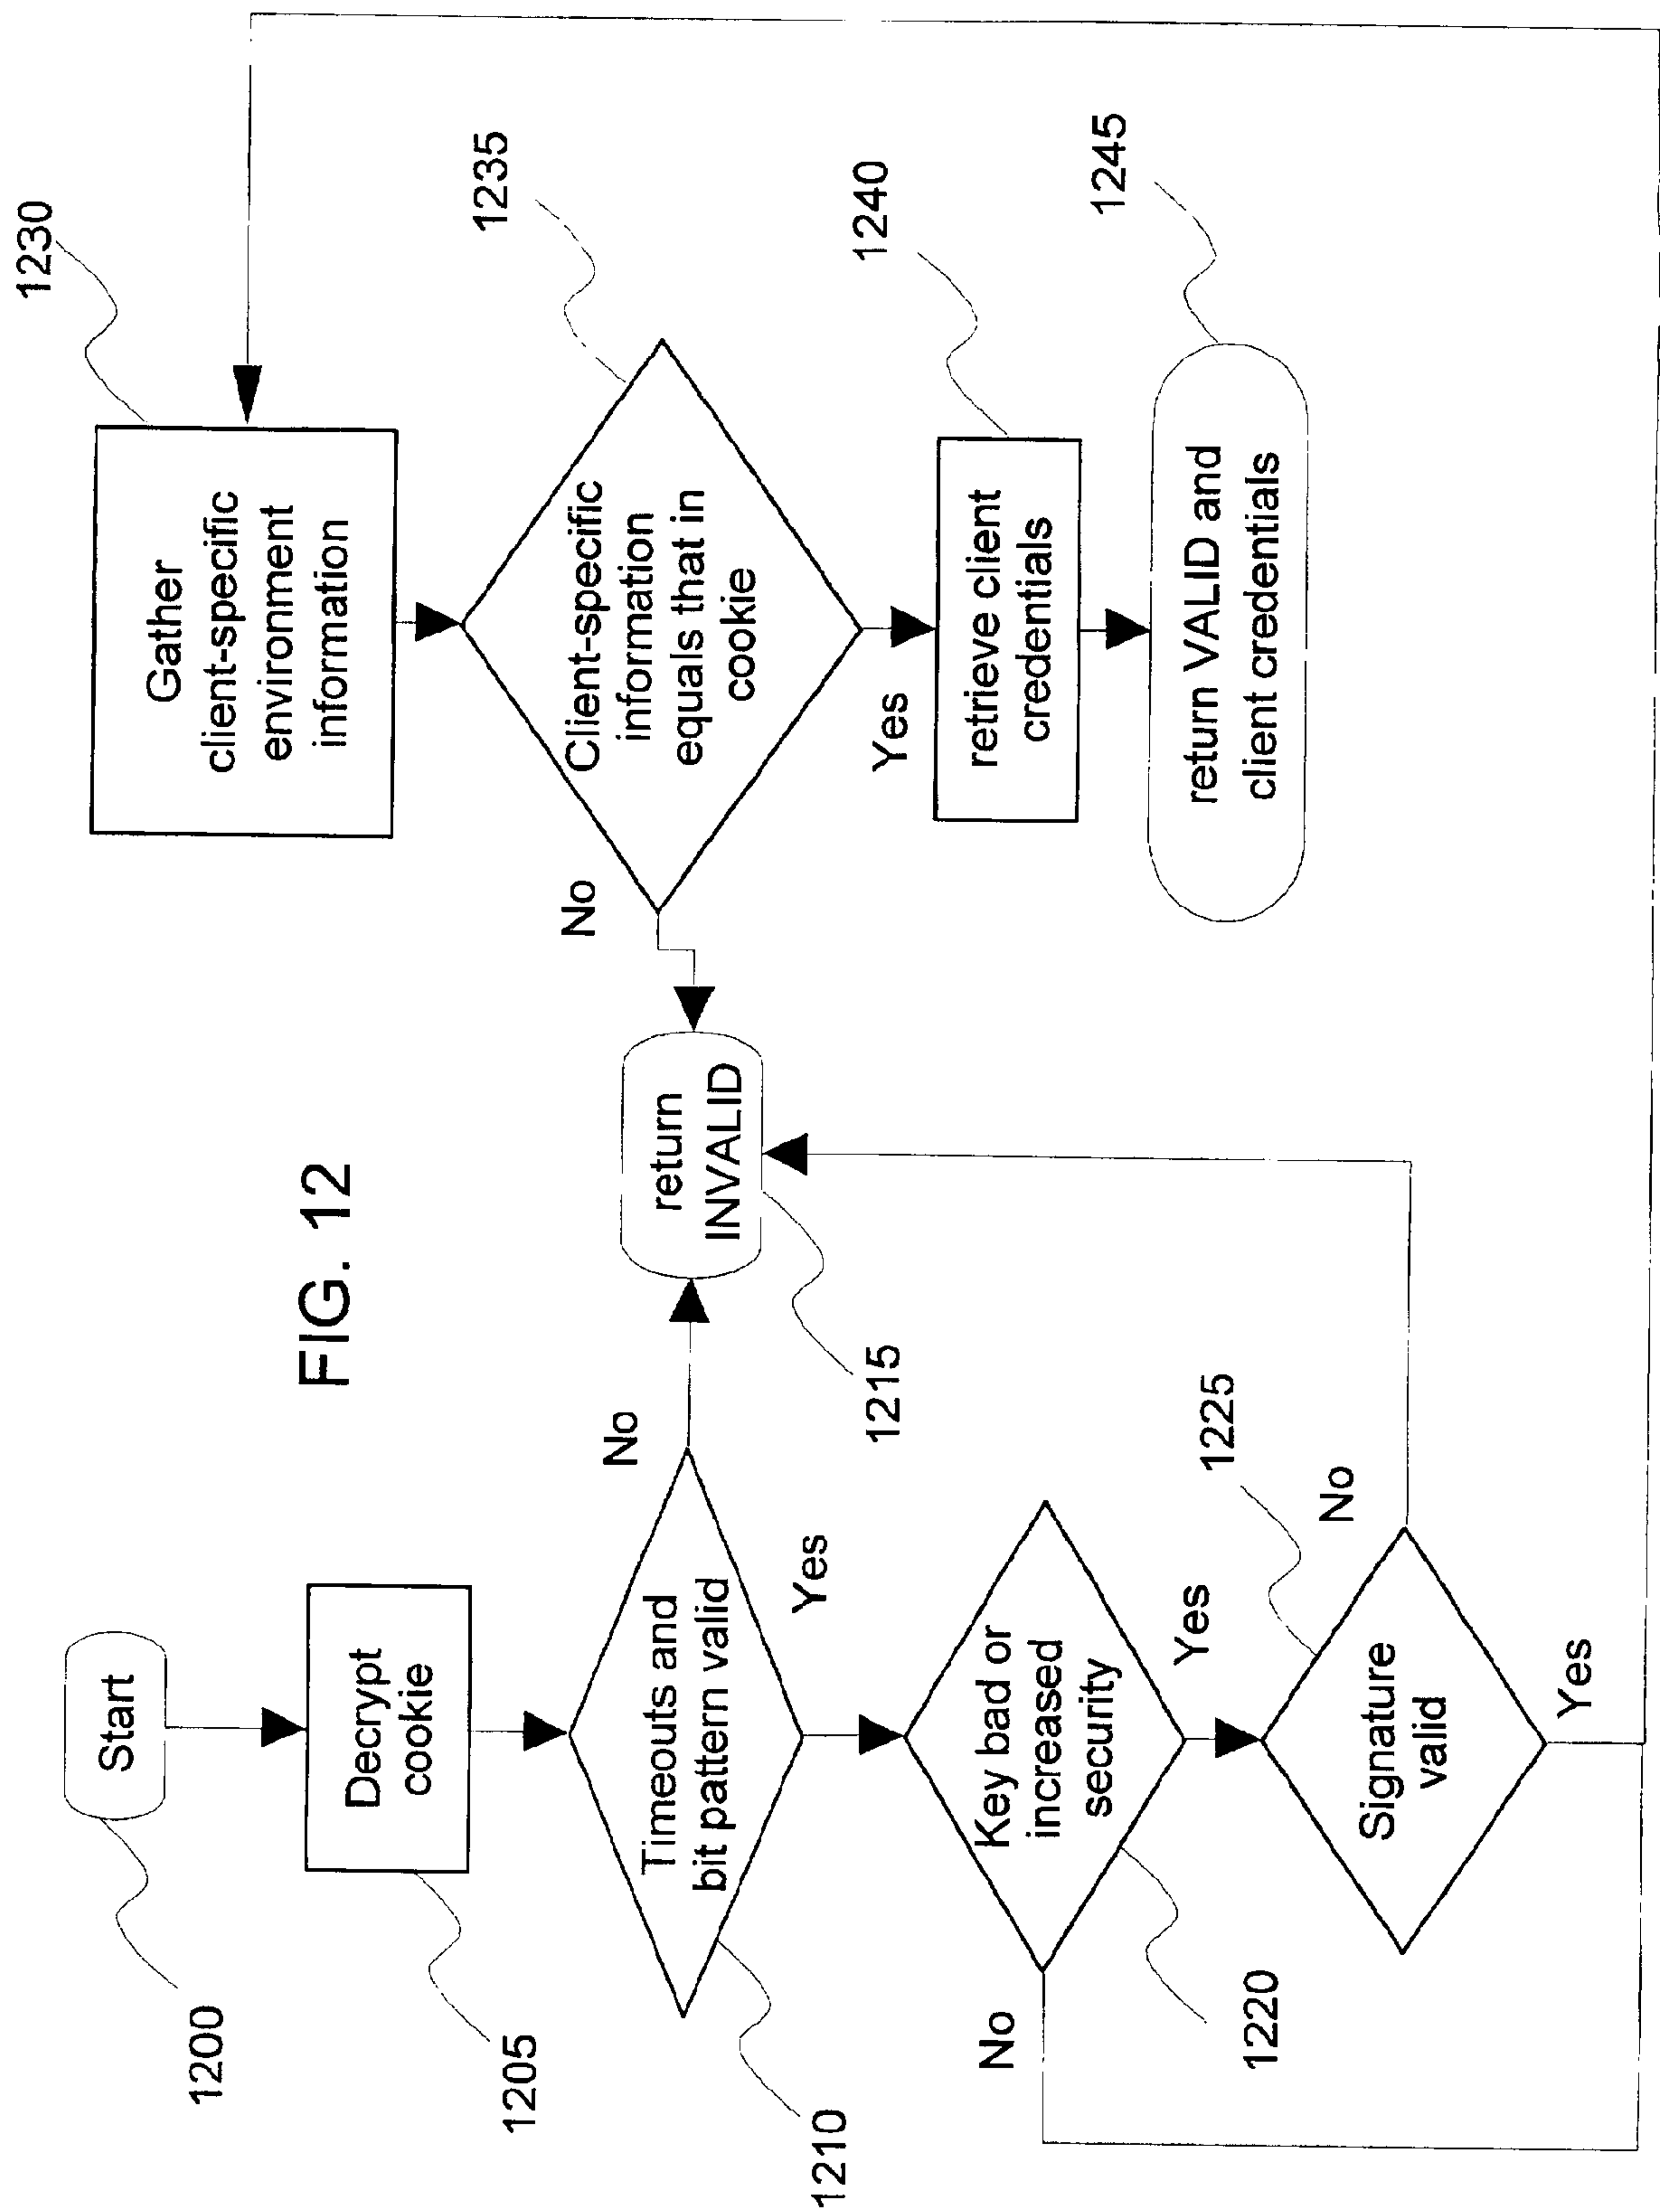 FIG. 12
1200
Start
1205
Decrypt
cookie
1210
Timeouts and
bit pattern valid
No
Yes
1215
return
INVALID
1220
Key bad or
increased
security
No
Yes
1225
Signature
valid
No
Yes
1230
Gather
client-specific
environment
information
1235
Client-specific
information
equals that in
cookie
No
Yes
1240
retrieve client
credentials
1245
return VALID and
client credentials